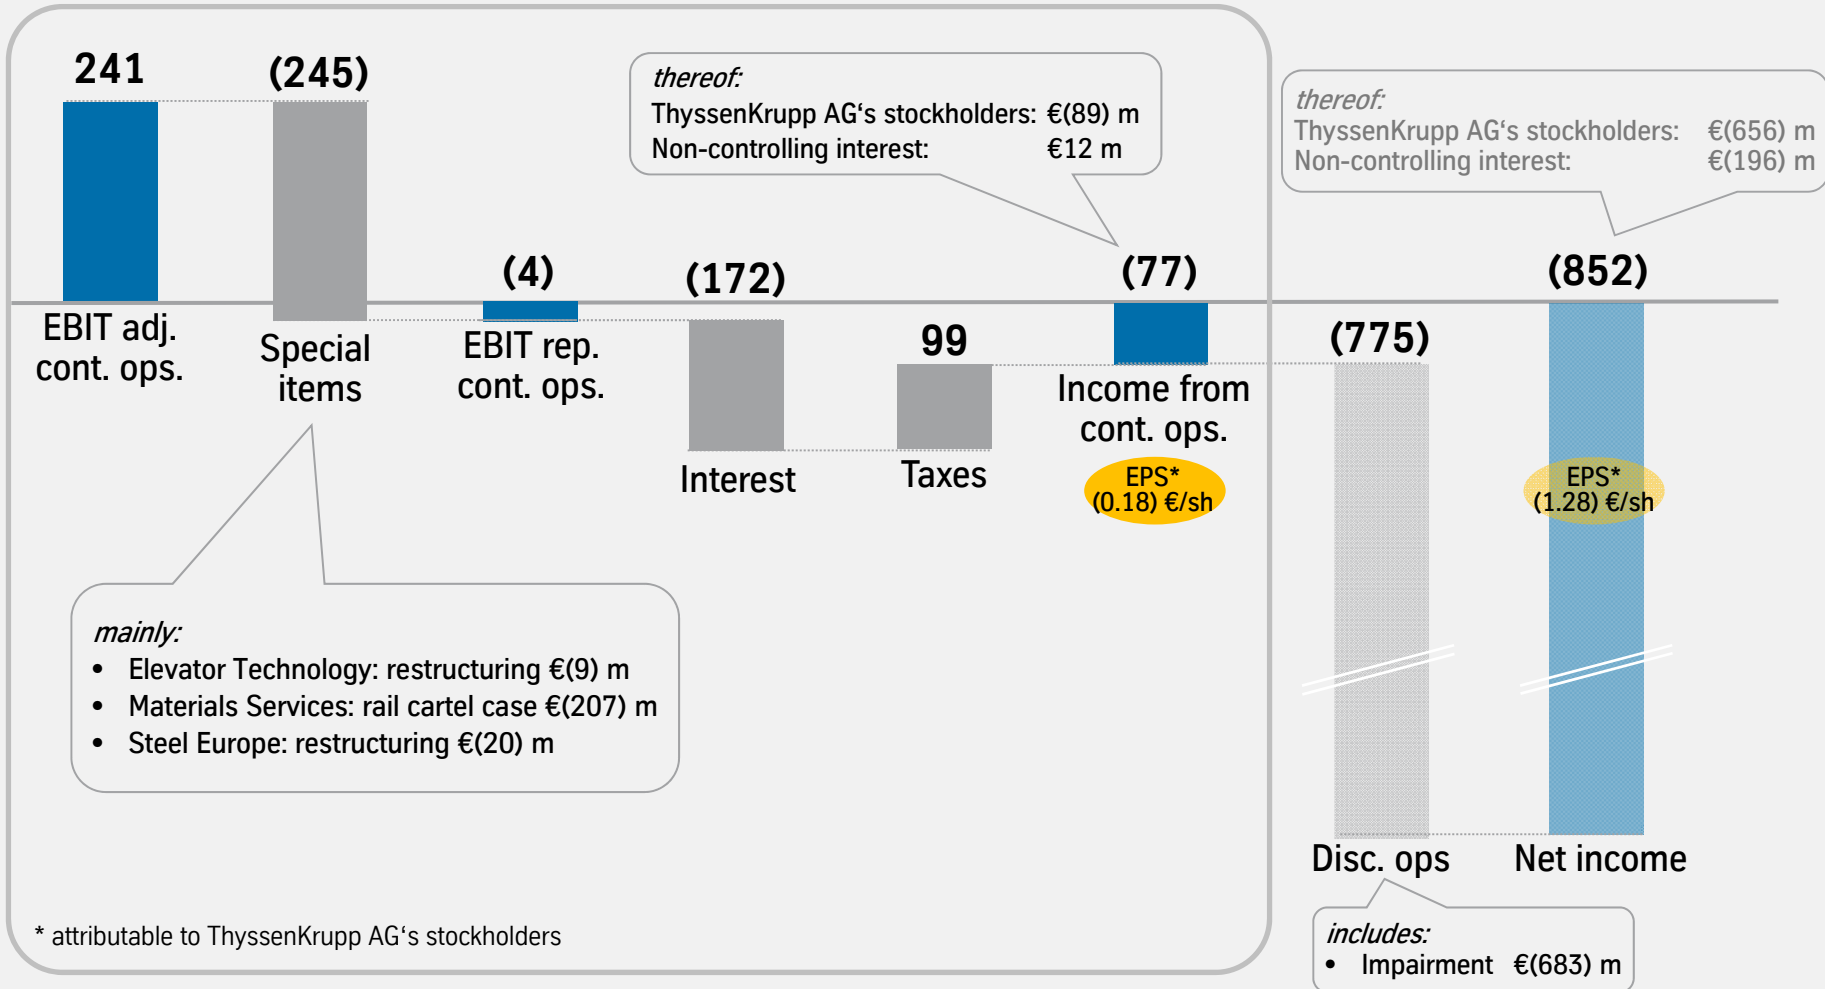 241
EBIT adj.
cont. ops.
(245)
Special
items
mainly:
• Elevator Technology: restructuring €(9) m
• Materials Services: rail cartel case €(207) m
• Steel Europe: restructuring €(20) m
(4)
EBIT rep.
cont. ops.
(172)
Interest
99
Taxes
thereof:
ThyssenKrupp AG‘s stockholders: €(89) m
Non-controlling interest: €12 m
(77)
Income from
cont. ops.
EPS*
(0.18) €/sh
(775)
Disc. ops
includes:
• Impairment €(683) m
thereof:
ThyssenKrupp AG‘s stockholders: €(656) m
Non-controlling interest: €(196) m
(852)
EPS*
(1.28) €/sh
Net income
* attributable to ThyssenKrupp AG‘s stockholders